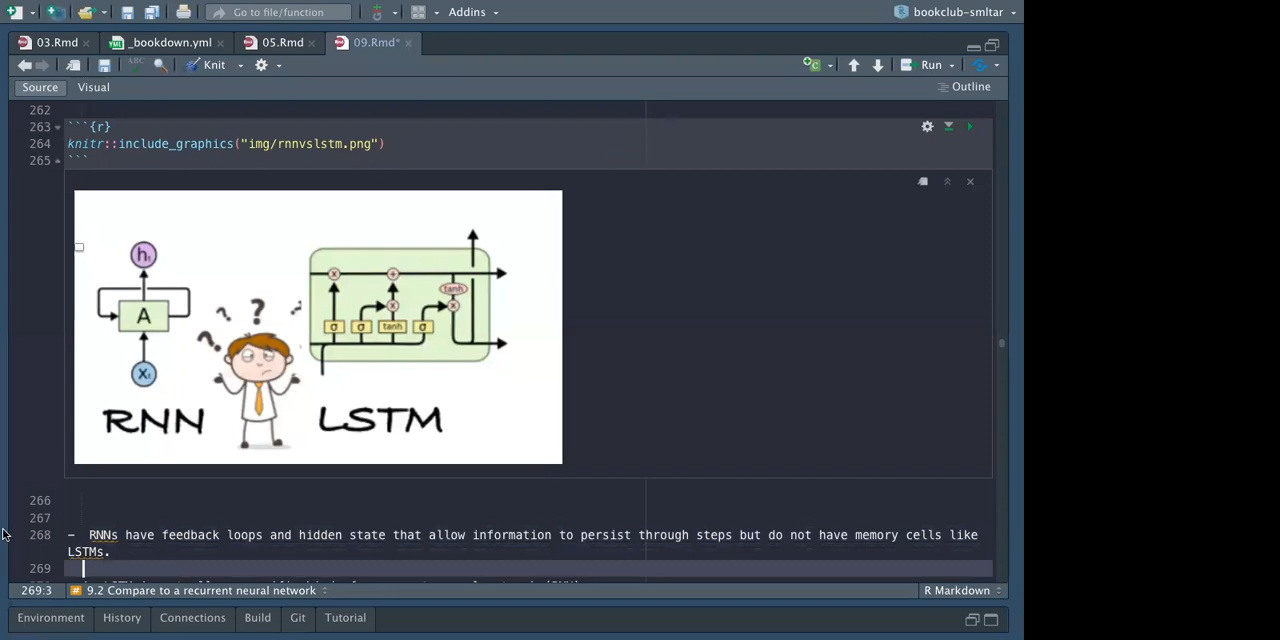 Go to file/function
Addins
bookclub-smltar
03.Rmd
_bookdown.yml
05.Rmd
09.Rmd*
ABC
Knit
Run
Source
Visual
Outline
262
263 ```{r}
264 knitr::include_graphics("img/rnnvslstm.png")
265 ```
h t
A
X t
RNN
? ? ?
x + tanh x x
σ σ tanh σ
LSTM
266
267
268 - RNNs have feedback loops and hidden state that allow information to persist through steps but do not have memory cells like
LSTMs.
269
269:3
# 9.2 Compare to a recurrent neural network
R Markdown
Environment
History
Connections
Build
Git
Tutorial